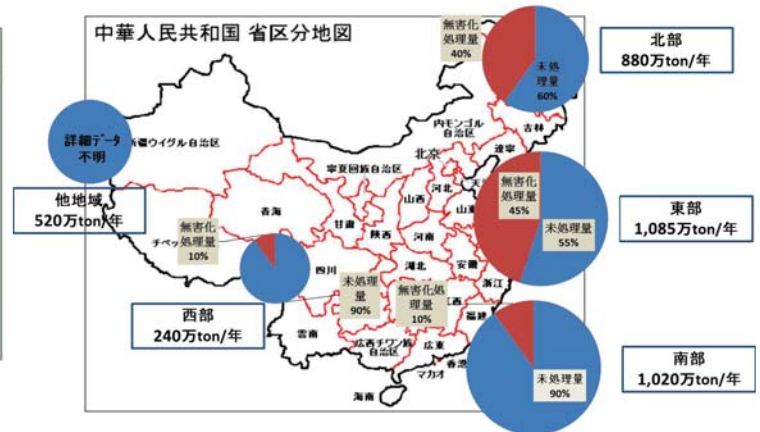 中華人民共和国 省区分地図
無害化
処理量
40%
未処
理量
60%
北部
880万ton/年
詳細データ
不明
新疆ウイグル自治区
他地域
520万ton/年
内モンゴル
自治区
吉林
遼寧
北京
寧夏回族自治区
河北
山西
山東
青海
甘粛
陝西
河南
無害化
処理量
45%
未処理量
55%
東部
1,085万ton/年
無害化
処理量
10%
四川
湖北
安徽
浙江
未処理
量
90%
無害化処
理量
10%
西部
240万ton/年
福建
雲南
広西チワン族
自治区
広東
香港
マカオ
海南
未処理量
90%
南部
1,020万ton/年